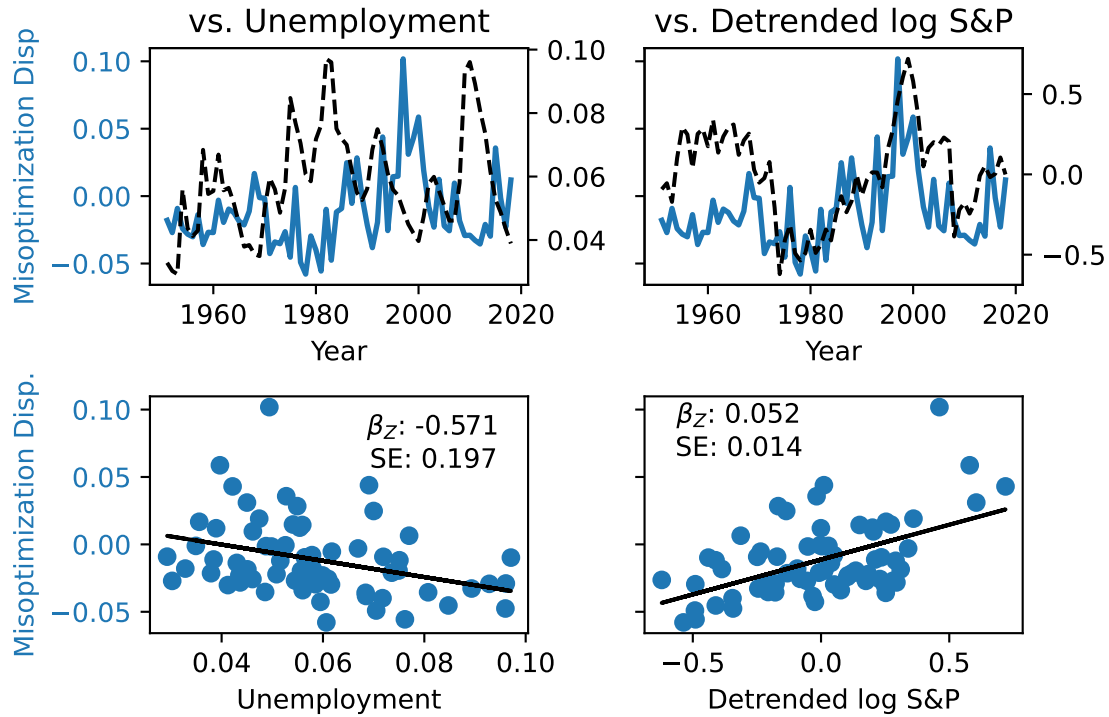 vs. Unemployment
vs. Detrended log S&P
Misoptimization Disp
0.10
0.05
0.00
−0.05
0.10
0.08
0.06
0.04
1960
1980
2000
2020
Year
0.5
0.0
−0.5
1960
1980
2000
2020
Year
Misoptimization Disp.
0.10
0.05
0.00
−0.05
β_Z: -0.571
SE: 0.197
0.04
0.06
0.08
0.10
Unemployment
β_Z: 0.052
SE: 0.014
−0.5
0.0
0.5
Detrended log S&P